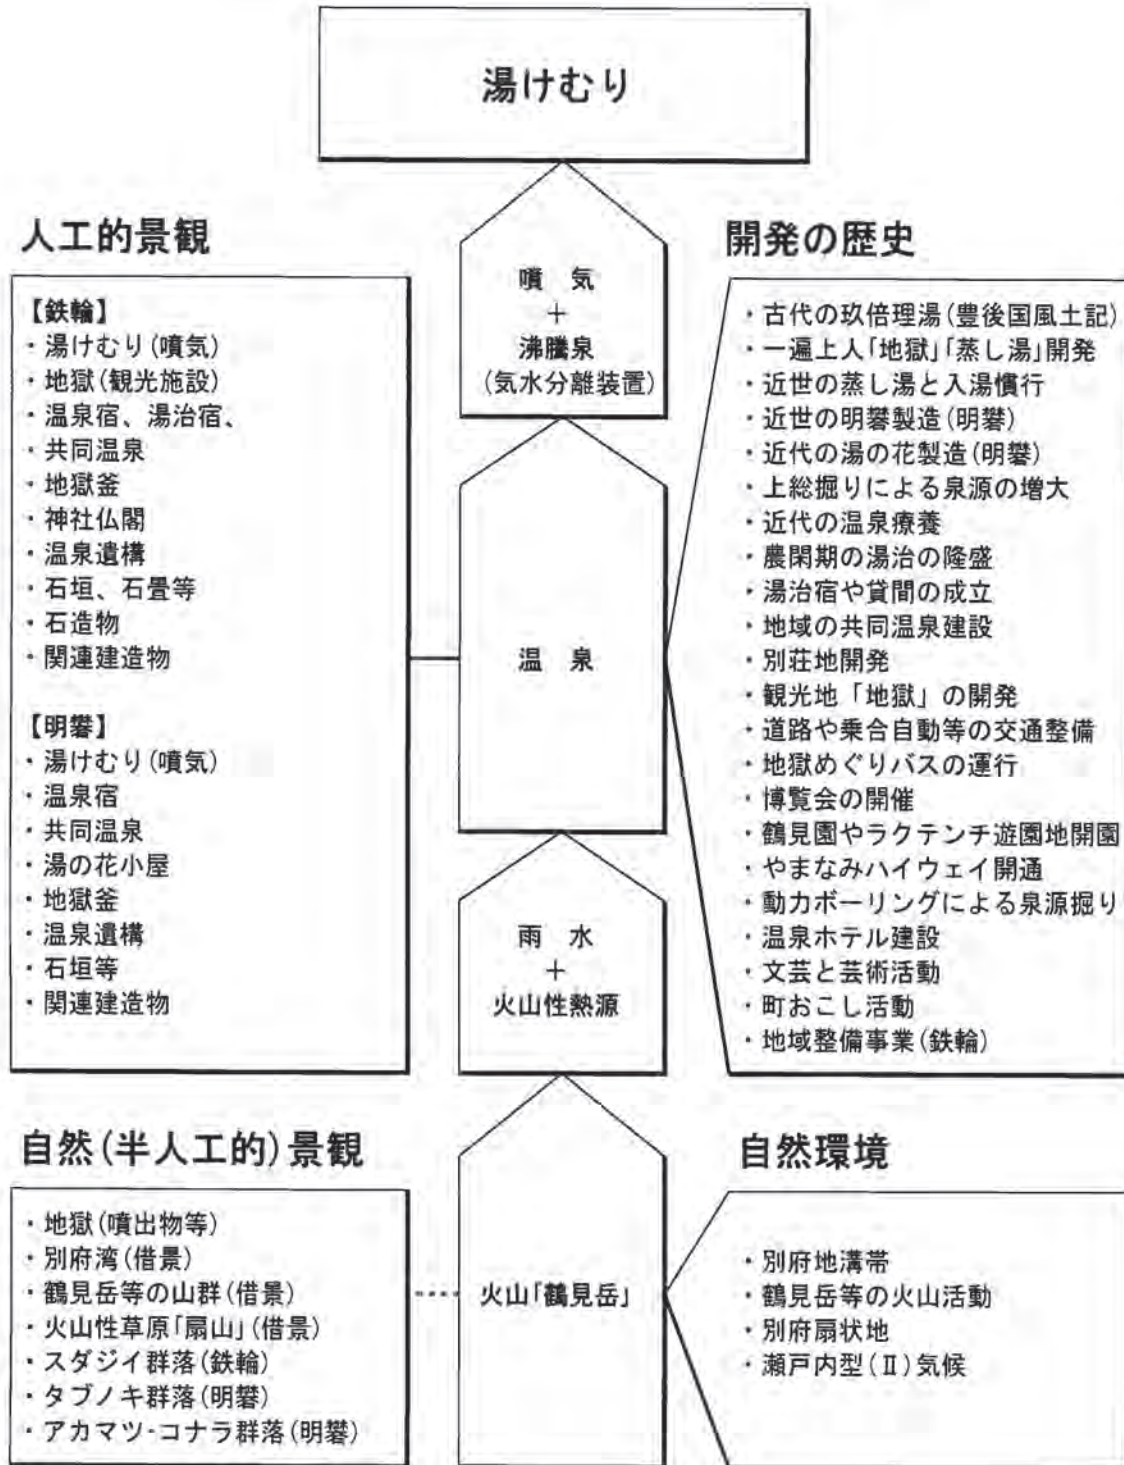 湯けむり
人工的景観
【鉄輪】
・湯けむり(噴気)
・地獄(観光施設)
・温泉宿、湯治宿、
・共同温泉
・地獄釜
・神社仏閣
・温泉遺構
・石垣、石畳等
・石造物
・関連建造物
【明礬】
・湯けむり(噴気)
・温泉宿
・共同温泉
・湯の花小屋
・地獄釜
・温泉遺構
・石垣等
・関連建造物
噴 気
＋
沸騰泉
(気水分離装置)
温 泉
雨 水
＋
火山性熱源
開発の歴史
・古代の玖倍理湯(豊後国風土記)
・一遍上人「地獄」「蒸し湯」開発
・近世の蒸し湯と入湯慣行
・近世の明礬製造(明礬)
・近代の湯の花製造(明礬)
・上総掘りによる泉源の増大
・近代の温泉療養
・農閑期の湯治の隆盛
・湯治宿や貸間の成立
・地域の共同温泉建設
・別荘地開発
・観光地「地獄」の開発
・道路や乗合自動等の交通整備
・地獄めぐりバスの運行
・博覧会の開催
・鶴見園やラクテンチ遊園地開園
・やまなみハイウェイ開通
・動力ボーリングによる泉源掘り
・温泉ホテル建設
・文芸と芸術活動
・町おこし活動
・地域整備事業(鉄輪)
自然(半人工的)景観
・地獄(噴出物等)
・別府湾(借景)
・鶴見岳等の山群(借景)
・火山性草原「扇山」(借景)
・スダジイ群落(鉄輪)
・タブノキ群落(明礬)
・アカマツ-コナラ群落(明礬)
火山「鶴見岳」
自然環境
・別府地溝帯
・鶴見岳等の火山活動
・別府扇状地
・瀬戸内型(Ⅱ)気候